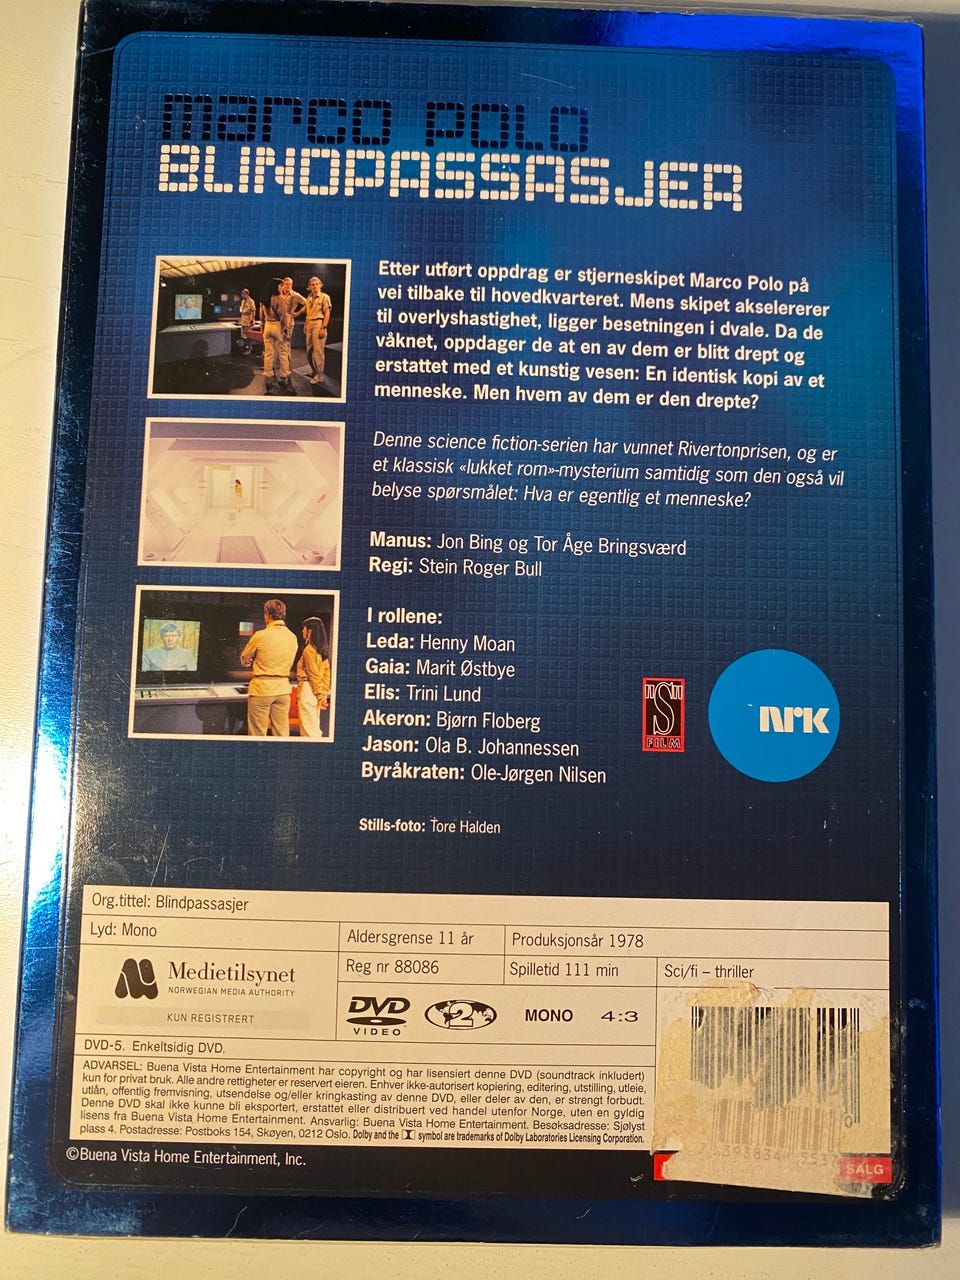 marco polo
BLINDPASSASJER
Etter utført oppdrag er stjerneskipet Marco Polo på
vei tilbake til hovedkvarteret. Mens skipet akselererer
til overlyshastighet, ligger besetningen i dvale. Da de
våkner, oppdager de at en av dem er blitt drept og
erstattet med et kunstig vesen: En identisk kopi av et
menneske. Men hvem av dem er den drepte?
Denne science fiction-serien har vunnet Rivertonprisen, og er
et klassisk «lukket rom»-mysterium samtidig som den også vil
belyse spørsmålet: Hva er egentlig et menneske?
Manus: Jon Bing og Tor Åge Bringsværd
Regi: Stein Roger Bull
I rollene:
Leda: Henny Moan
Gaia: Marit Østbye
Elis: Trini Lund
Akeron: Bjørn Floberg
Jason: Ola B. Johannessen
Byråkraten: Ole-Jørgen Nilsen
"S"
FILM
NRK
Stills-foto: Tore Halden
Org.tittel: Blindpassasjer
Lyd: Mono
Aldersgrense 11 år
Produksjonsår 1978
Medietilsynet
NORWEGIAN MEDIA AUTHORITY
KUN REGISTRERT
Reg nr 88086
Spilletid 111 min
Sci/fi – thriller
DVD
VIDEO
2
MONO
4:3
DVD-5. Enkeltsidig DVD.
ADVARSEL: Buena Vista Home Entertainment har copyright og har lisensiert denne DVD (soundtrack inkludert)
kun for privat bruk. Alle andre rettigheter er reservert eieren. Enhver ikke-autorisert kopiering, editering, utstilling, utleie,
utlån, offentlig fremvisning, utsendelse og/eller kringkasting av denne DVD, eller deler av den, er strengt forbudt.
Denne DVD skal ikke kunne bli eksportert, erstattet eller distribuert ved handel utenfor Norge, uten en gyldig
lisens fra Buena Vista Home Entertainment. Ansvarlig: Buena Vista Home Entertainment. Besøksadresse: Sjølyst
plass 4. Postadresse: Postboks 154, Skøyen, 0212 Oslo. Dolby and the symbol are trademarks of Dolby Laboratories Licensing Corporation.
©Buena Vista Home Entertainment, Inc.
SALG